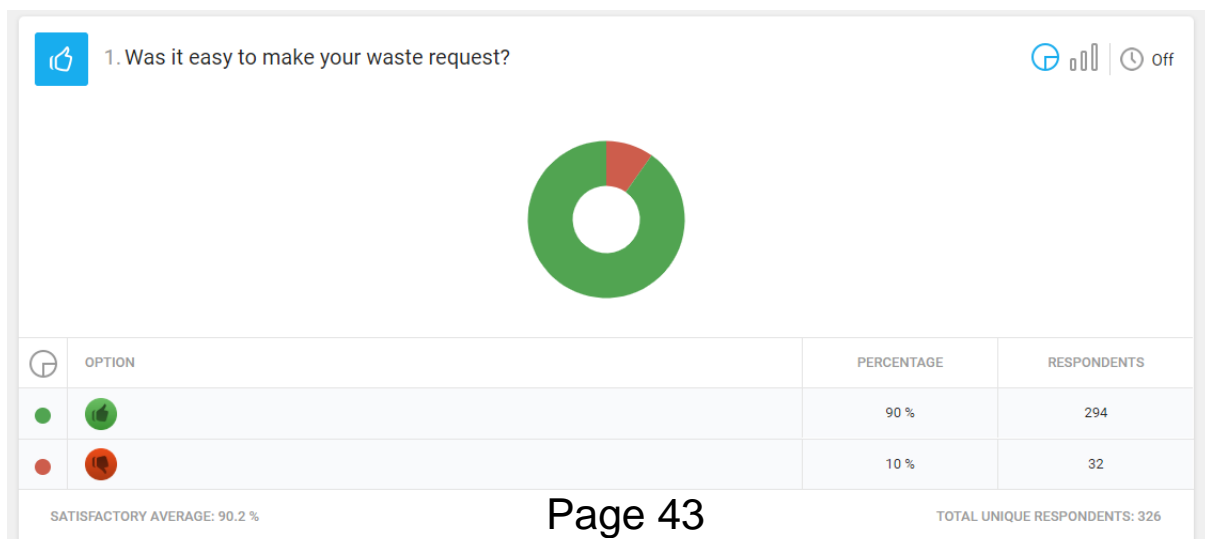 1. Was it easy to make your waste request?
Off
OPTION PERCENTAGE RESPONDENTS
90 % 294
10 % 32
SATISFACTORY AVERAGE: 90.2 % Page 43 TOTAL UNIQUE RESPONDENTS: 326